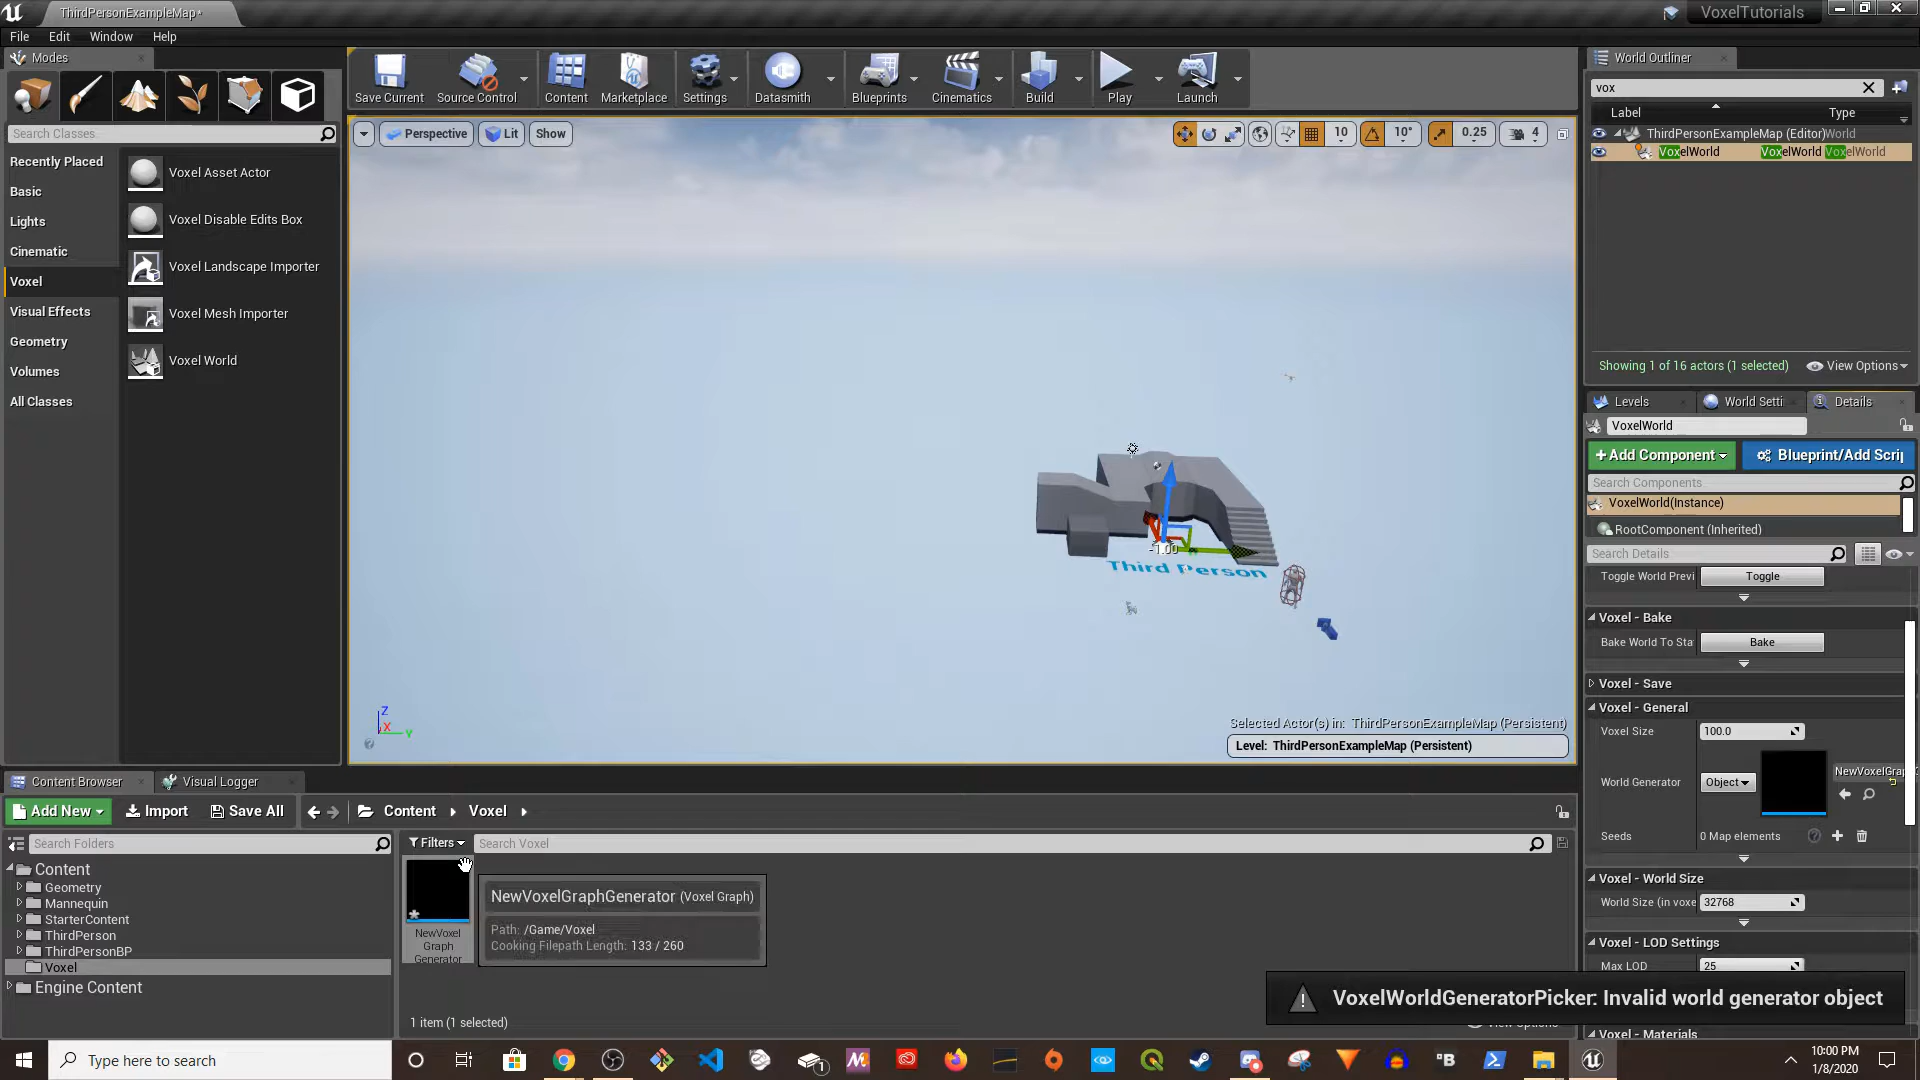 ThirdPersonExampleMap*
VoxelTutorials
File Edit Window Help
Modes
Search Classes
Recently Placed
Basic
Lights
Cinematic
Voxel
Visual Effects
Geometry
Volumes
All Classes
Voxel Asset Actor
Voxel Disable Edits Box
Voxel Landscape Importer
Voxel Mesh Importer
Voxel World
Save Current Source Control Content Marketplace Settings Datasmith Blueprints Cinematics Build Play Launch
Perspective Lit Show
10 10° 0.25 4
-1.00
Third Person
Z
X Y
Selected Actor(s) in: ThirdPersonExampleMap (Persistent)
Level: ThirdPersonExampleMap (Persistent)
World Outliner
vox
Label Type
ThirdPersonExampleMap (Editor) World
VoxelWorld VoxelWorld VoxelWorld
Showing 1 of 16 actors (1 selected) View Options
Levels World Setti Details
VoxelWorld
+Add Component Blueprint/Add Scri
Search Components
VoxelWorld(Instance)
RootComponent (Inherited)
Search Details
Toggle World Previ Toggle
Voxel - Bake
Bake World To Sta Bake
Voxel - Save
Voxel - General
Voxel Size 100.0
World Generator Object NewVoxelGrap
Seeds 0 Map elements
Voxel - World Size
World Size (in voxe 32768
Voxel - LOD Settings
Max LOD 25
VoxelWorldGeneratorPicker: Invalid world generator object
Voxel - Materials
Content Browser Visual Logger
Add New Import Save All Content Voxel
Search Folders
Filters Search Voxel
Content
Geometry
Mannequin
StarterContent
ThirdPerson
ThirdPersonBP
Voxel
Engine Content
NewVoxel
Graph
Generator
NewVoxelGraphGenerator (Voxel Graph)
Path: /Game/Voxel
Cooking Filepath Length: 133 / 260
1 item (1 selected)
View Options
Type here to search
10:00 PM
1/8/2020